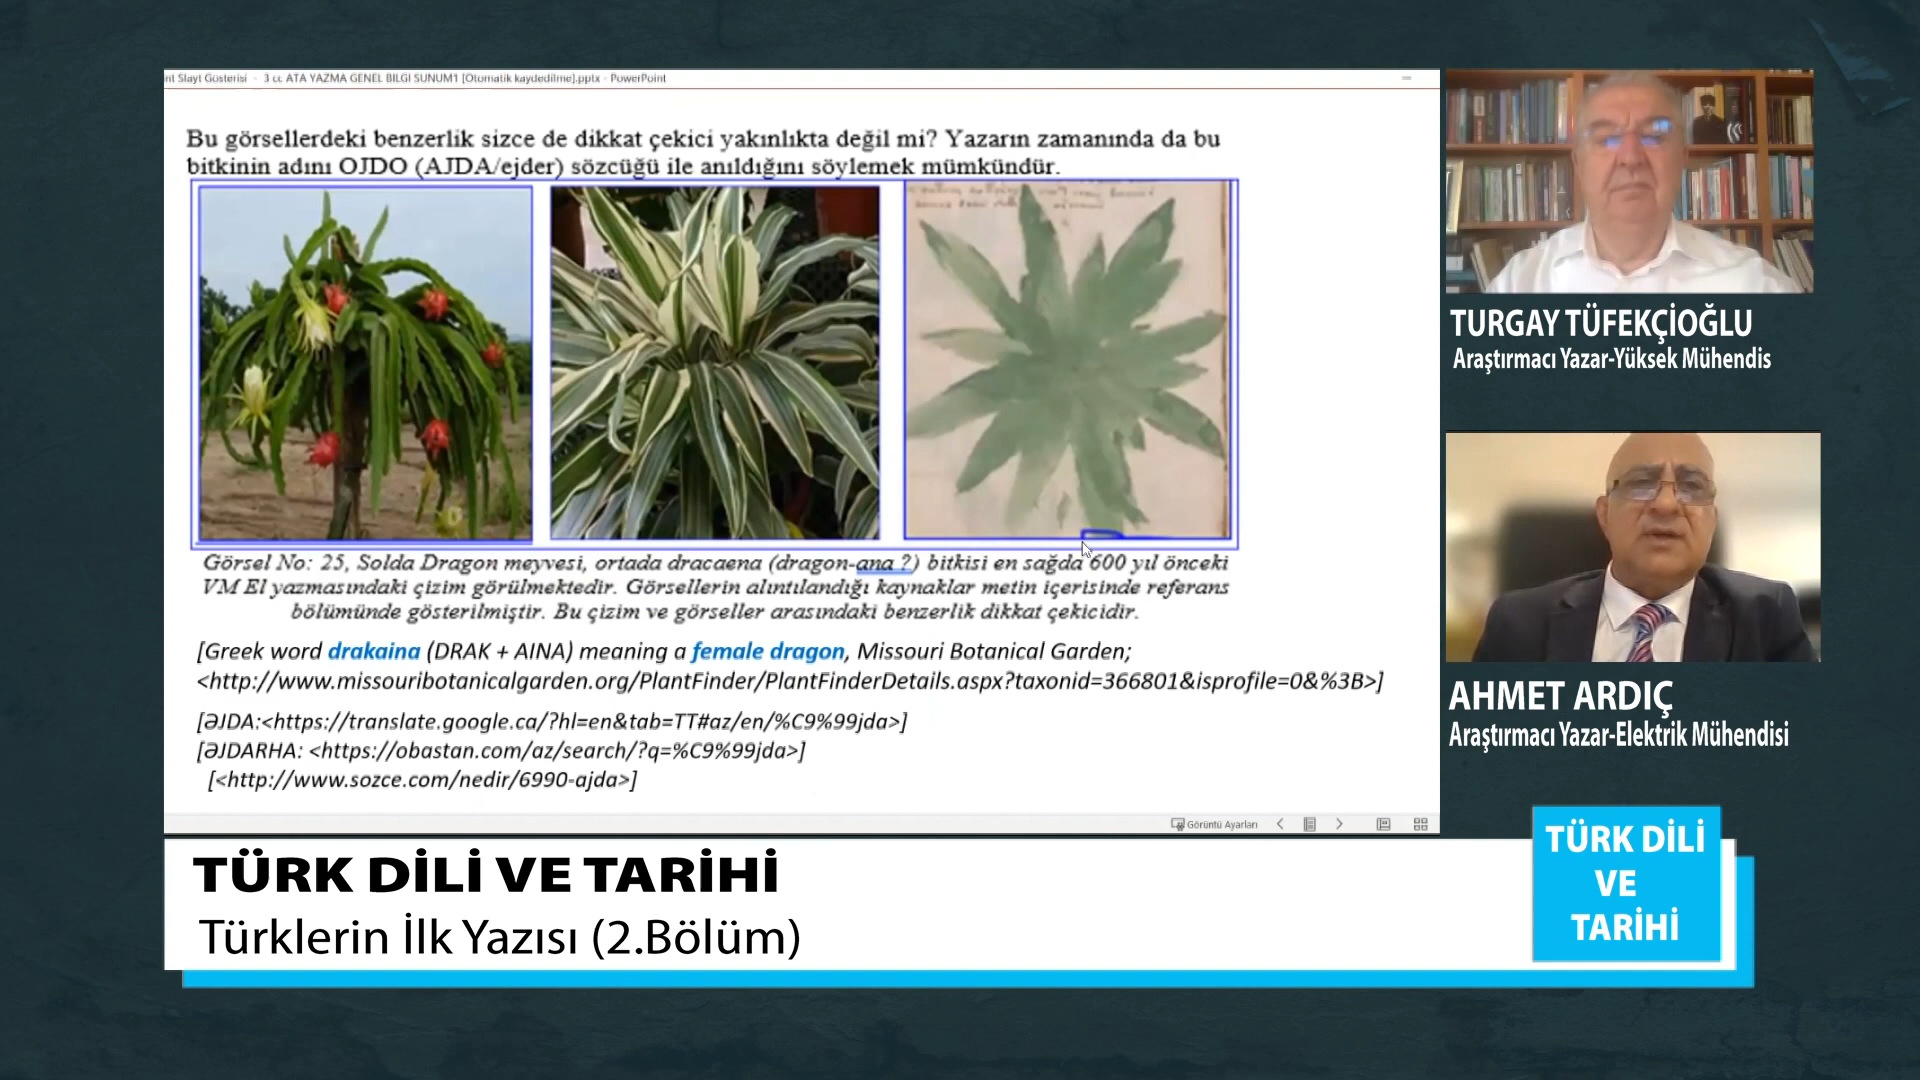 nt Slayt Gösterisi - 3 cc ATA YAZMA GENEL BILGI SUNUM1 [Otomatik kaydedilme].pptx - PowerPoint
Bu görsellerdeki benzerlik sizce de dikkat çekici yakınlıkta değil mi? Yazarın zamanında da bu
bitkinin adını OJDO (AJDA/ejder) sözcüğü ile anıldığını söylemek mümkündür.
Görsel No: 25, Solda Dragon meyvesi, ortada dracaena (dragon-ana ?) bitkisi en sağda 600 yıl önceki
VM El yazmasındaki çizim görülmektedir. Görsellerin alıntılandığı kaynaklar metin içerisinde referans
bölümünde gösterilmiştir. Bu çizim ve görseller arasındaki benzerlik dikkat çekicidir.
[Greek word drakaina (DRAK + AINA) meaning a female dragon, Missouri Botanical Garden;
<http://www.missouribotanicalgarden.org/PlantFinder/PlantFinderDetails.aspx?taxonid=366801&isprofile=0&%3B>]
[ƏJDA:<https://translate.google.ca/?hl=en&tab=TT#az/en/%C9%99jda>]
[ƏJDARHA: <https://obastan.com/az/search/?q=%C9%99jda>]
[<http://www.sozce.com/nedir/6990-ajda>]
Görüntü Ayarları
TURGAY TÜFEKÇİOĞLU
Araştırmacı Yazar-Yüksek Mühendis
AHMET ARDIÇ
Araştırmacı Yazar-Elektrik Mühendisi
TÜRK DİLİ VE TARİHİ
Türklerin İlk Yazısı (2.Bölüm)
TÜRK DİLİ
VE
TARİHİ